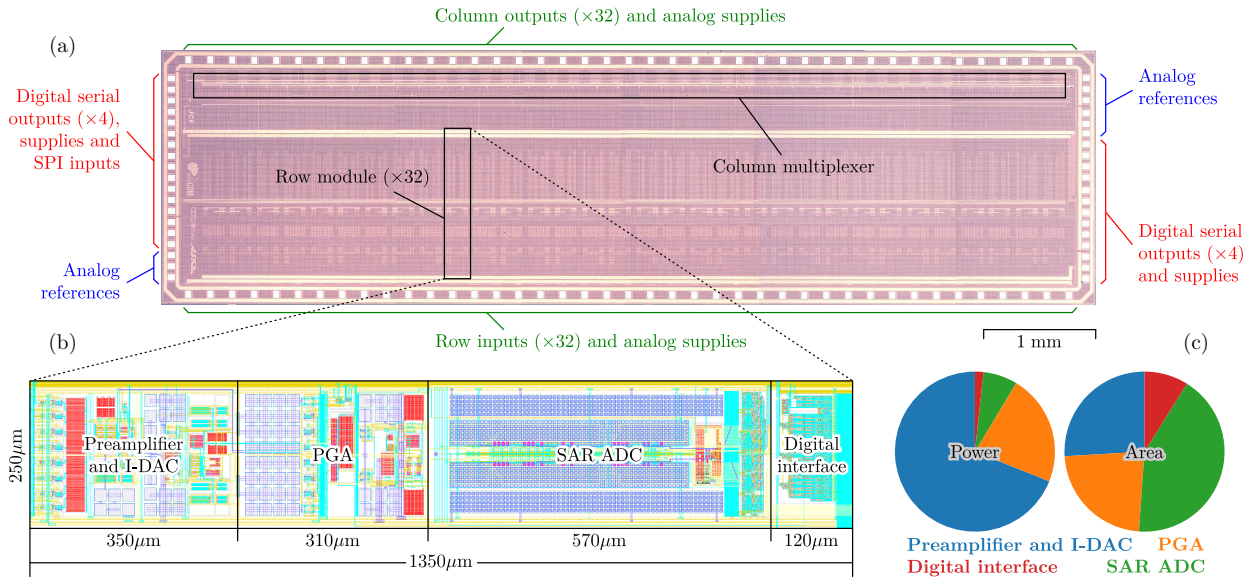 Column outputs (×32) and analog supplies
(a)
Digital serial
outputs (×4),
supplies and
SPI inputs
Analog
references
Analog
references
Row module (×32)
Column multiplexer
Digital serial
outputs (×4)
and supplies
Row inputs (×32) and analog supplies
1 mm
(b)
(c)
250µm
Preamplifier
and I-DAC
PGA
SAR ADC
Digital
interface
350µm
310µm
570µm
120µm
1350µm
Power
Area
Preamplifier and I-DAC
PGA
Digital interface
SAR ADC